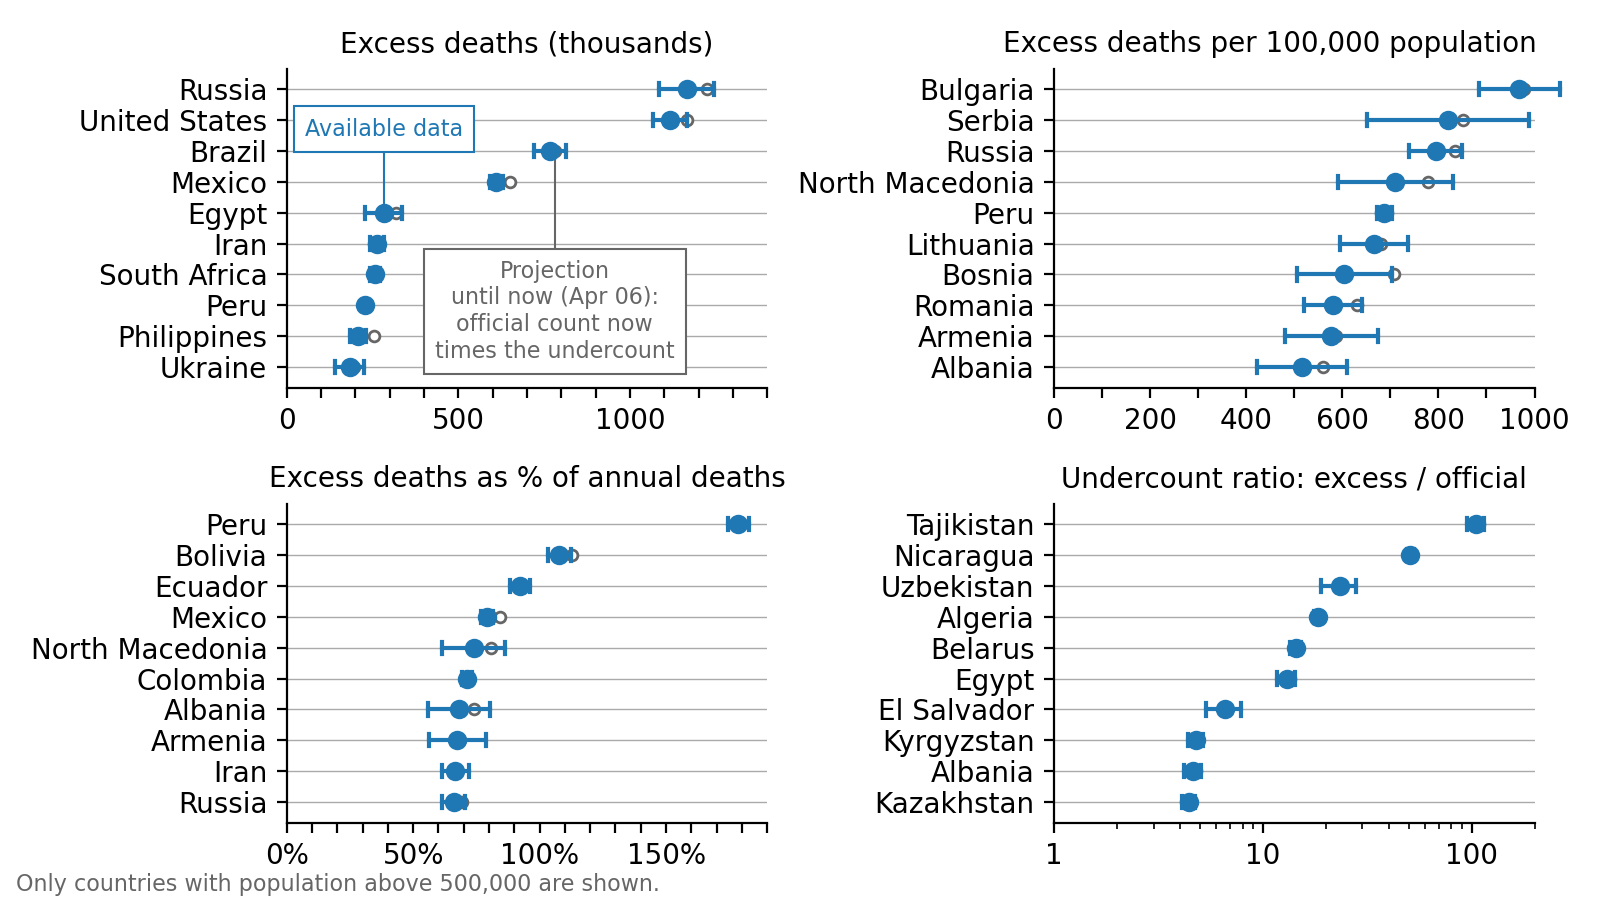 Excess deaths (thousands)
Russia
United States
Brazil
Mexico
Egypt
Iran
South Africa
Peru
Philippines
Ukraine
Available data
Projection
until now (Apr 06):
official count now
times the undercount
0 500 1000
Excess deaths per 100,000 population
Bulgaria
Serbia
Russia
North Macedonia
Peru
Lithuania
Bosnia
Romania
Armenia
Albania
0 200 400 600 800 1000
Excess deaths as % of annual deaths
Peru
Bolivia
Ecuador
Mexico
North Macedonia
Colombia
Albania
Armenia
Iran
Russia
0% 50% 100% 150%
Undercount ratio: excess / official
Tajikistan
Nicaragua
Uzbekistan
Algeria
Belarus
Egypt
El Salvador
Kyrgyzstan
Albania
Kazakhstan
1 10 100
Only countries with population above 500,000 are shown.